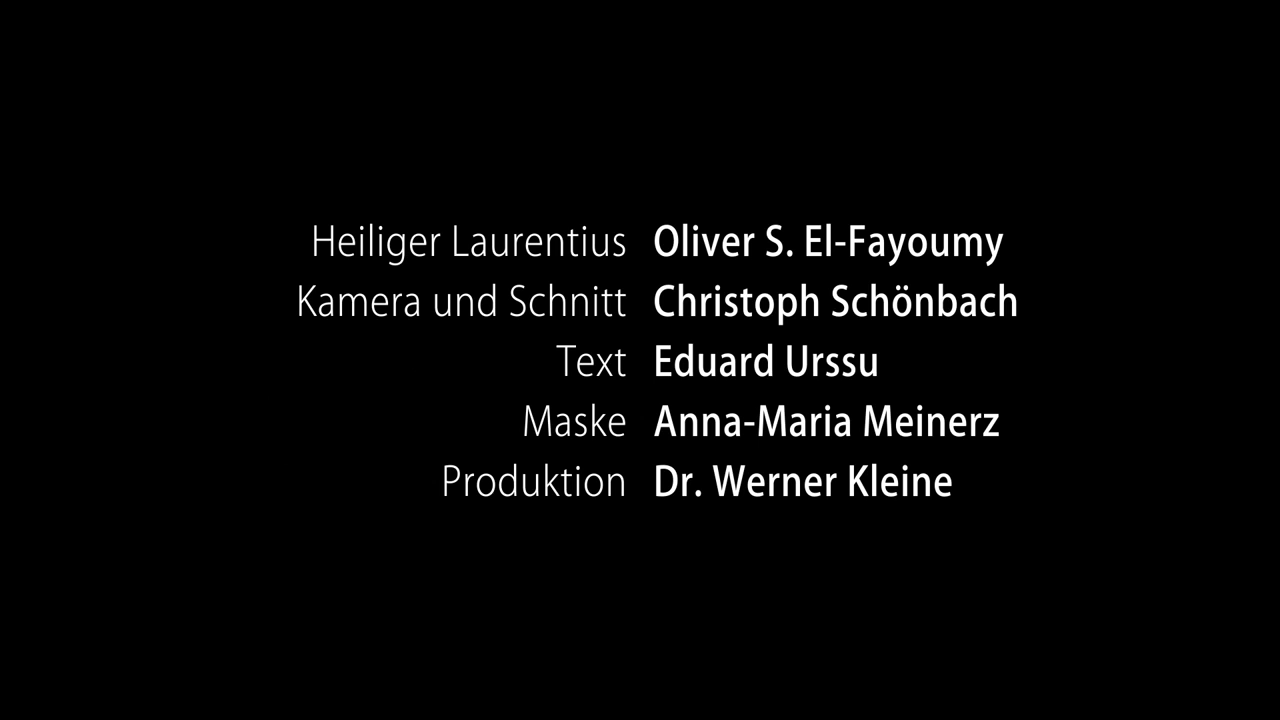 Heiliger Laurentius Oliver S. El-Fayoumy
Kamera und Schnitt Christoph Schönbach
Text Eduard Urssu
Maske Anna-Maria Meinerz
Produktion Dr. Werner Kleine